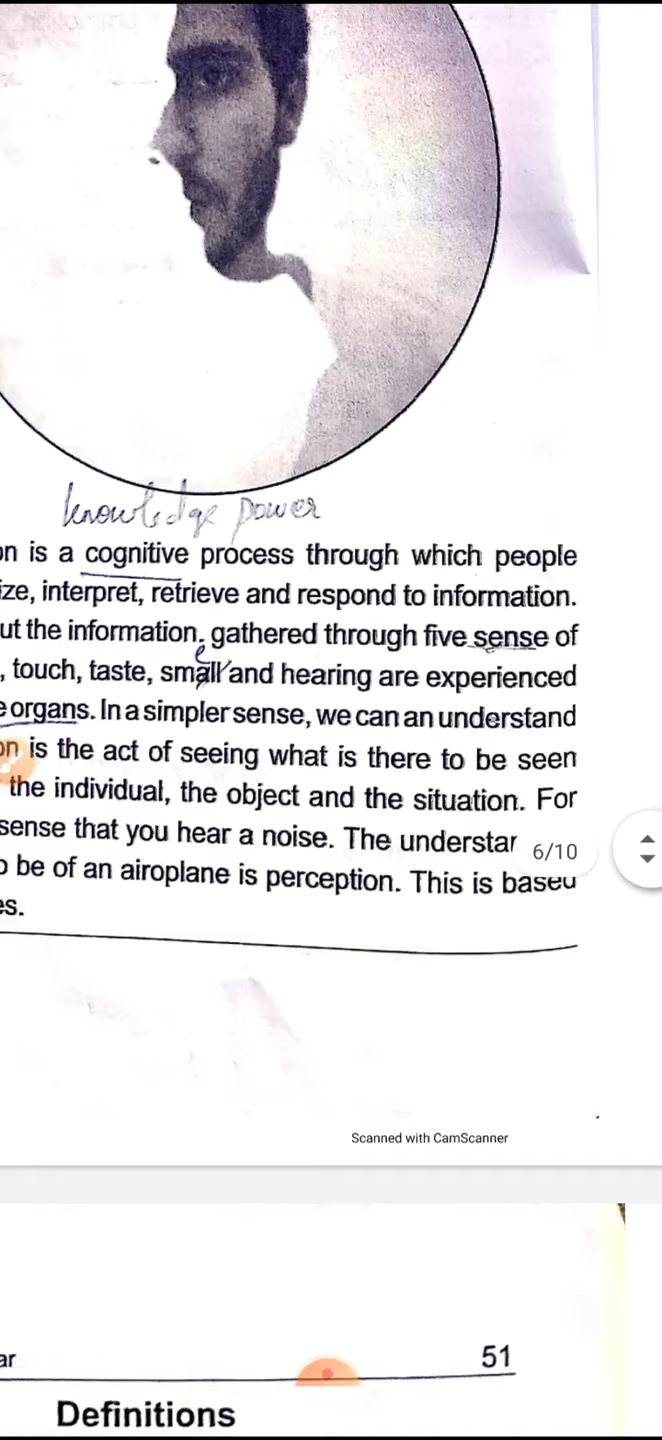 knowledge power
on is a cognitive process through which people
ize, interpret, retrieve and respond to information.
ut the information, gathered through five sense of
, touch, taste, small e and hearing are experienced
e organs. In a simpler sense, we can an understand
on is the act of seeing what is there to be seen
the individual, the object and the situation. For
sense that you hear a noise. The understar
6/10
o be of an airoplane is perception. This is based
es.
Scanned with CamScanner
ar 51
Definitions